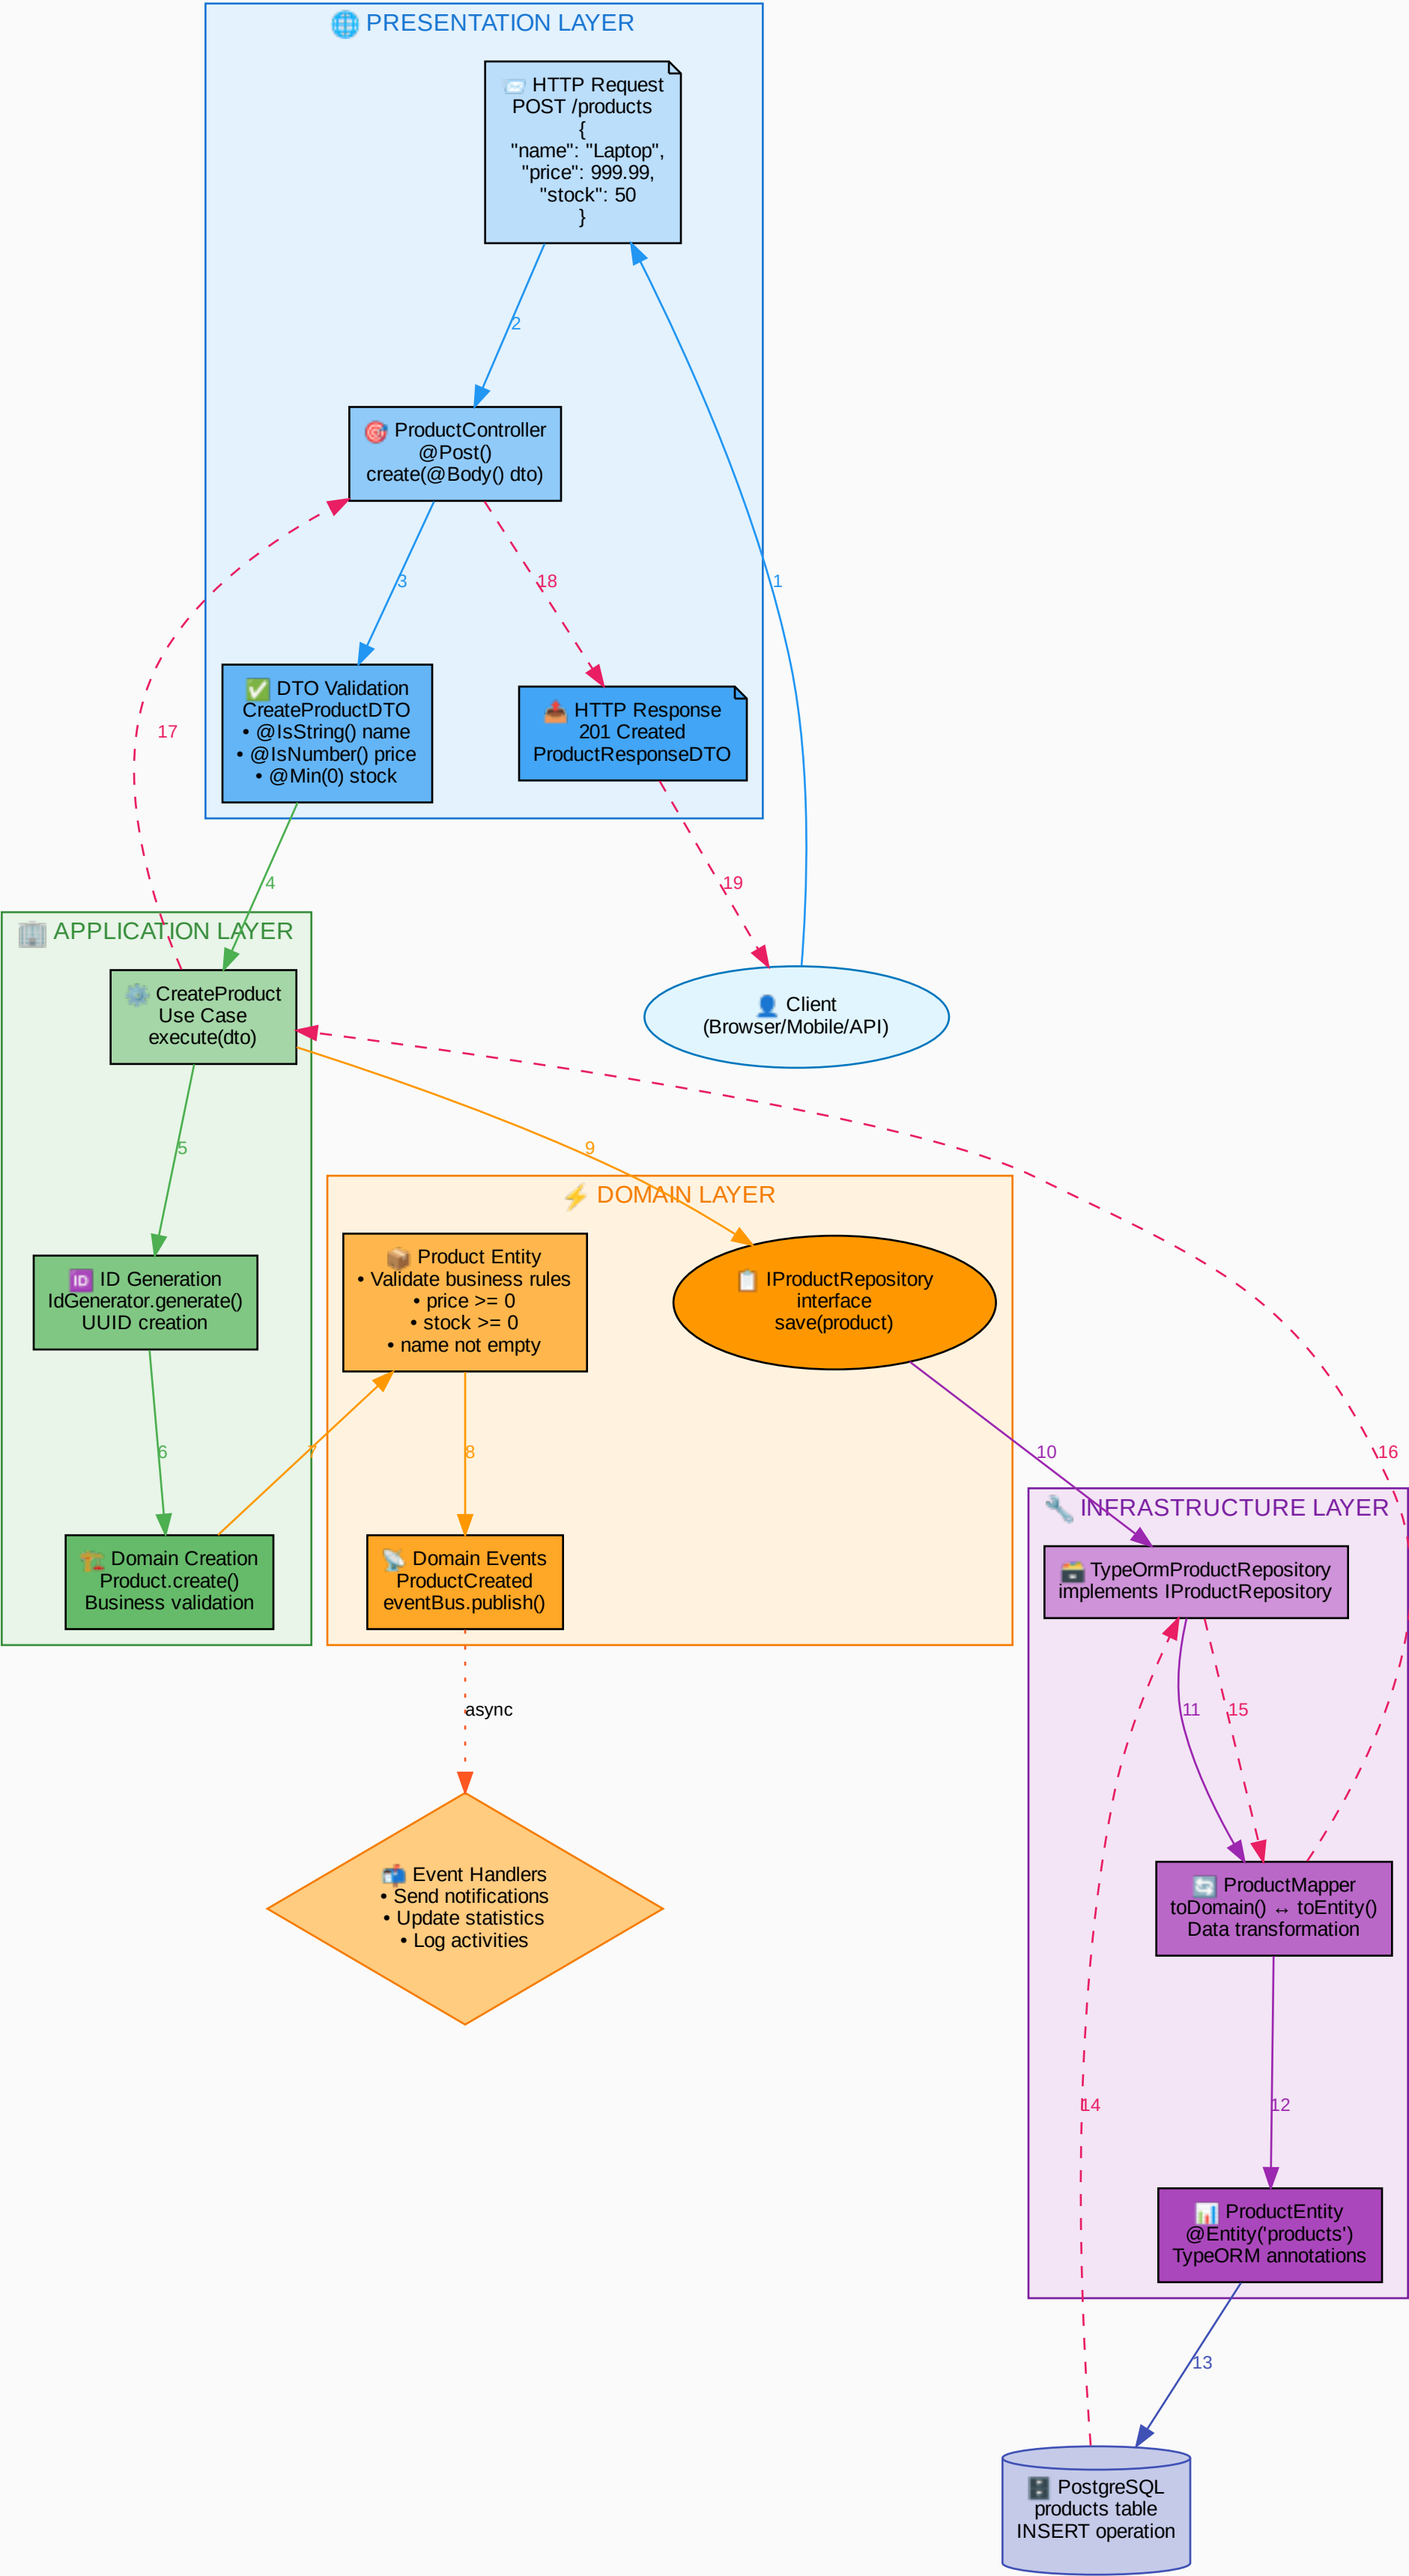 🌐 PRESENTATION LAYER
📨 HTTP Request
POST /products
{
"name": "Laptop",
"price": 999.99,
"stock": 50
}
2
🎯 ProductController
@Post()
create(@Body() dto)
3
18
1
✅ DTO Validation
CreateProductDTO
• @IsString() name
• @IsNumber() price
• @Min(0) stock
📤 HTTP Response
201 Created
ProductResponseDTO
17
4
19
🏢 APPLICATION LAYER
⚙️ CreateProduct
Use Case
execute(dto)
👤 Client
(Browser/Mobile/API)
5
9
⚡ DOMAIN LAYER
🆔 ID Generation
IdGenerator.generate()
UUID creation
📦 Product Entity
• Validate business rules
• price >= 0
• stock >= 0
• name not empty
📋 IProductRepository
interface
save(product)
6
7
8
10
16
🏗️ Domain Creation
Product.create()
Business validation
📡 Domain Events
ProductCreated
eventBus.publish()
🔧 INFRASTRUCTURE LAYER
🗃️ TypeOrmProductRepository
implements IProductRepository
async
11
15
📬 Event Handlers
• Send notifications
• Update statistics
• Log activities
🔄 ProductMapper
toDomain() ↔ toEntity()
Data transformation
14
12
📊 ProductEntity
@Entity('products')
TypeORM annotations
13
🗄️ PostgreSQL
products table
INSERT operation